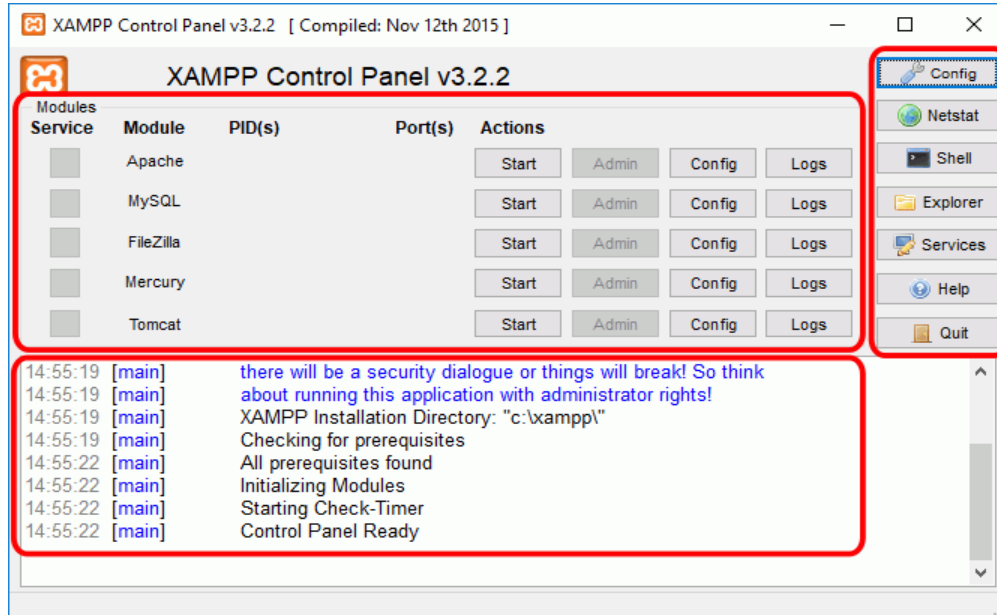 XAMPP Control Panel v3.2.2 [ Compiled: Nov 12th 2015 ]
XAMPP Control Panel v3.2.2
Modules
Service Module PID(s) Port(s) Actions
Apache Start Admin Config Logs
MySQL Start Admin Config Logs
FileZilla Start Admin Config Logs
Mercury Start Admin Config Logs
Tomcat Start Admin Config Logs
Config
Netstat
Shell
Explorer
Services
Help
Quit
14:55:19 [main] there will be a security dialogue or things will break! So think
14:55:19 [main] about running this application with administrator rights!
14:55:19 [main] XAMPP Installation Directory: "c:\xampp\"
14:55:19 [main] Checking for prerequisites
14:55:22 [main] All prerequisites found
14:55:22 [main] Initializing Modules
14:55:22 [main] Starting Check-Timer
14:55:22 [main] Control Panel Ready